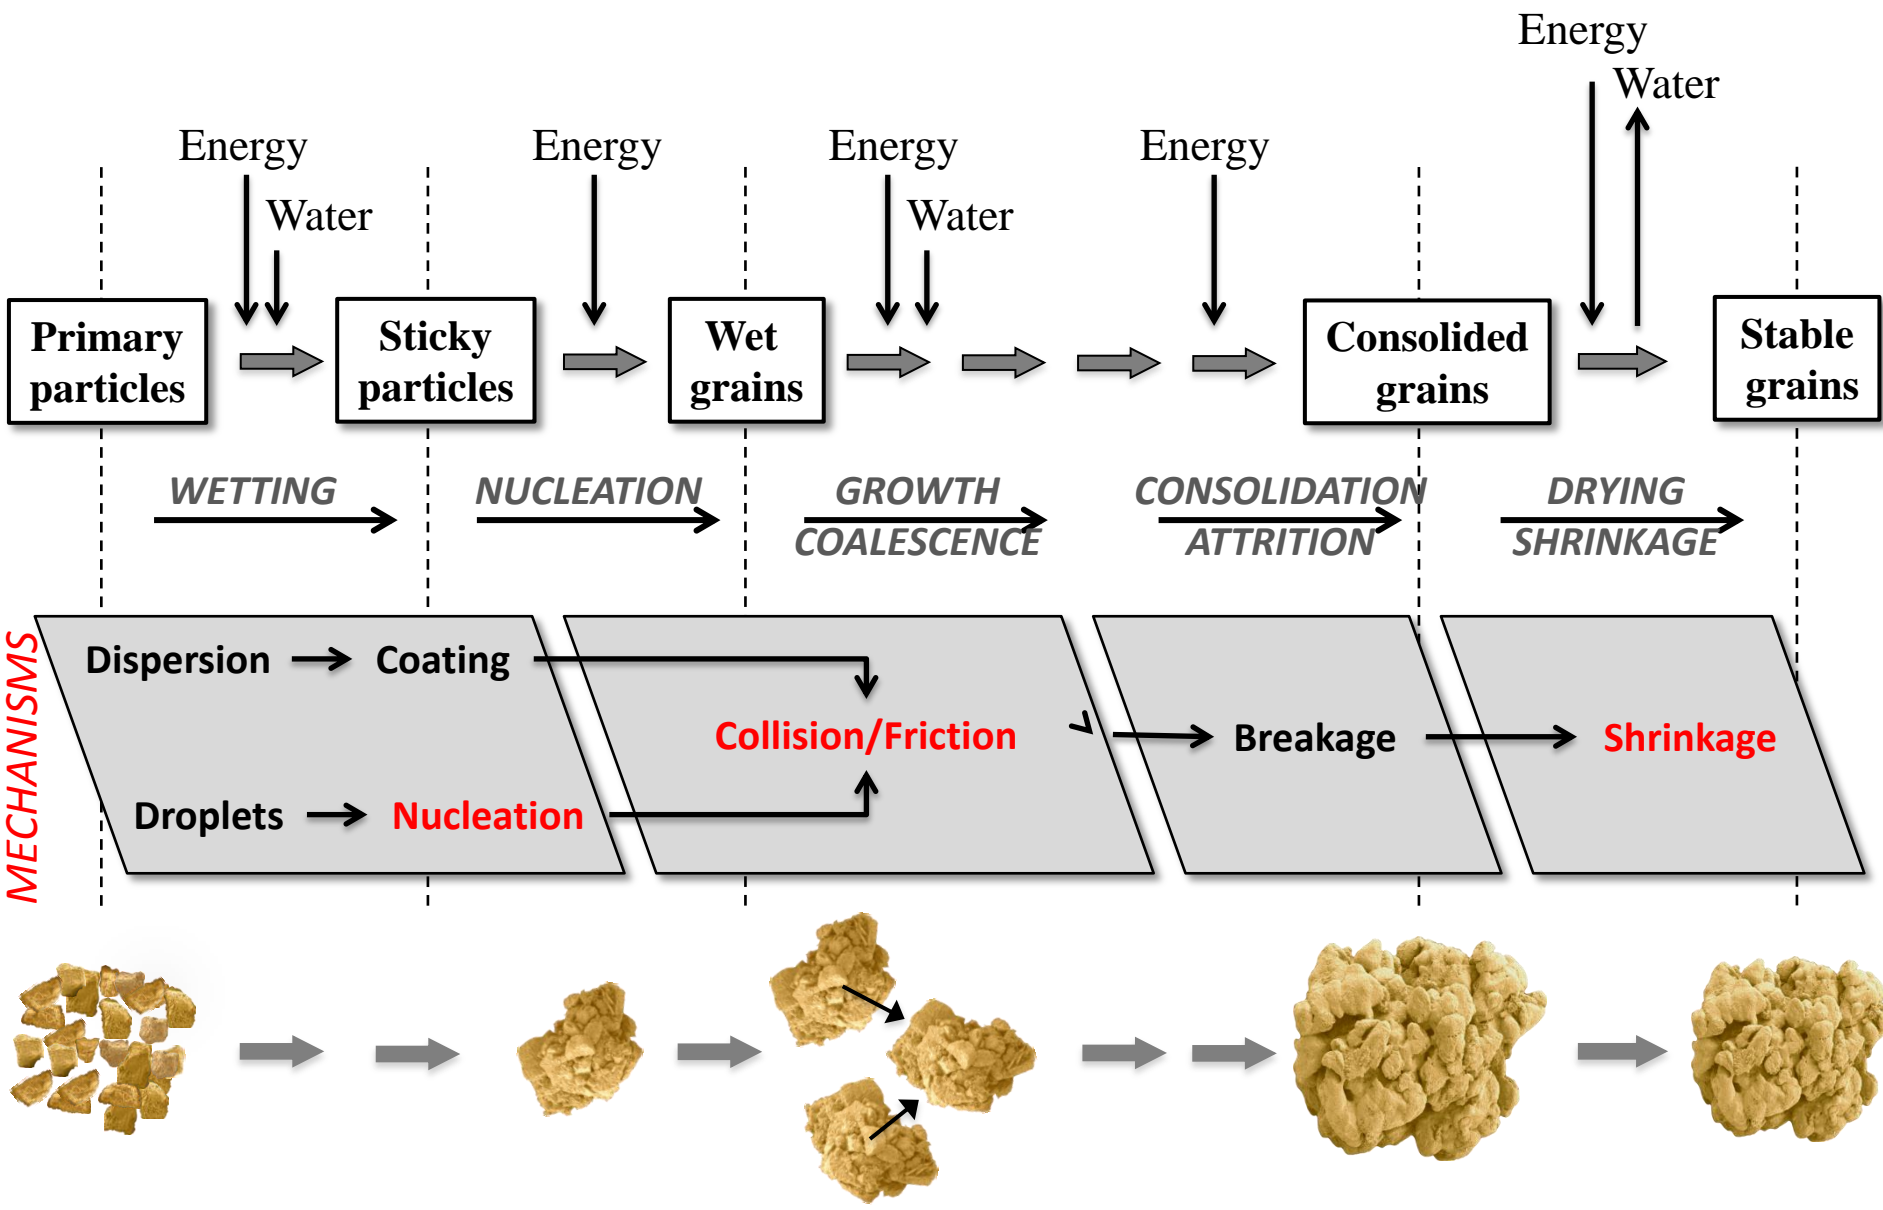 Energy
Water
Energy
Energy
Energy
Energy
Water
Water
Primary
particles
Sticky
particles
Wet
grains
Consolided
grains
Stable
grains
WETTING
NUCLEATION
GROWTH
COALESCENCE
CONSOLIDATION
ATTRITION
DRYING
SHRINKAGE
MECHANISMS
Dispersion
Coating
Collision/Friction
Breakage
Shrinkage
Droplets
Nucleation